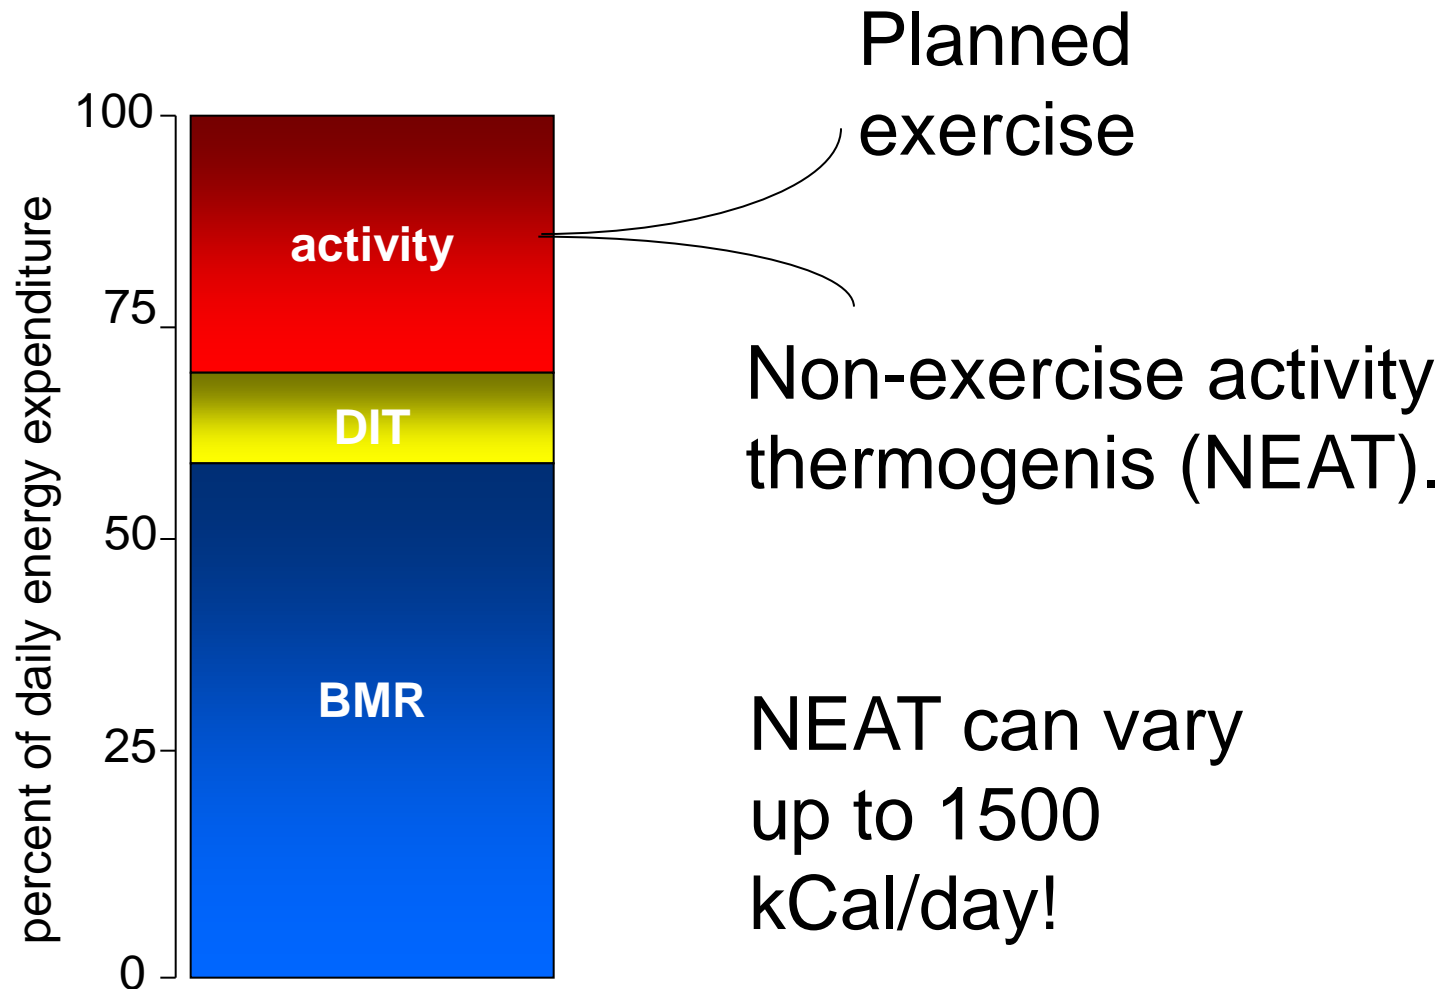 Planned
exercise
100
75
50
25
0
percent of daily energy expenditure
activity
DIT
BMR
Non-exercise activity
thermogenis (NEAT).
NEAT can vary
up to 1500
kCal/day!